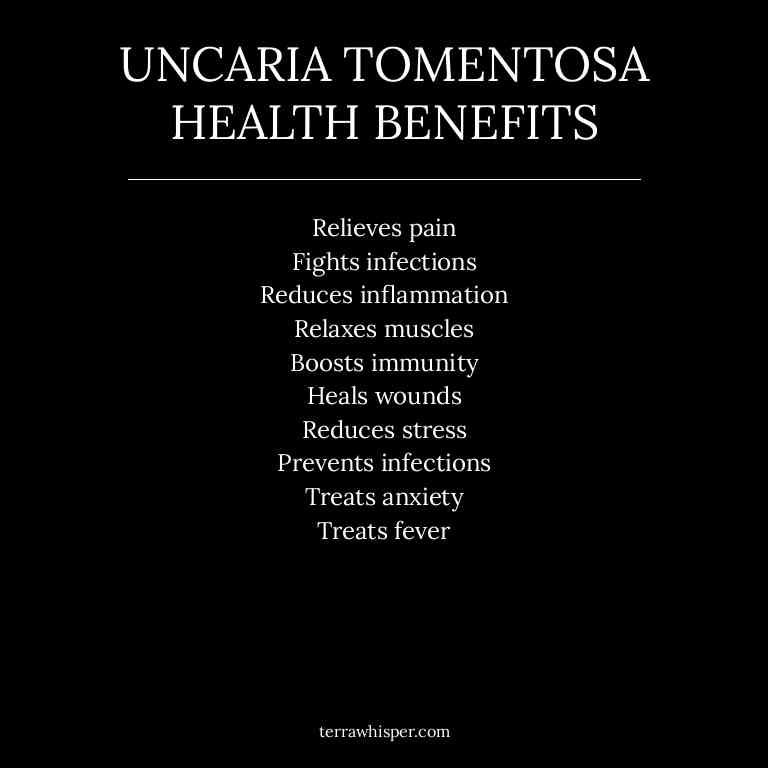 UNCARIA TOMENTOSA
HEALTH BENEFITS
Relieves pain
Fights infections
Reduces inflammation
Relaxes muscles
Boosts immunity
Heals wounds
Reduces stress
Prevents infections
Treats anxiety
Treats fever
terrawhisper.com